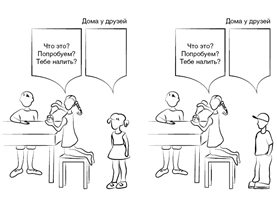 Дома у друзей
Что это?
Попробуем?
Тебе налить?
Дома у друзей
Что это?
Попробуем?
Тебе налить?